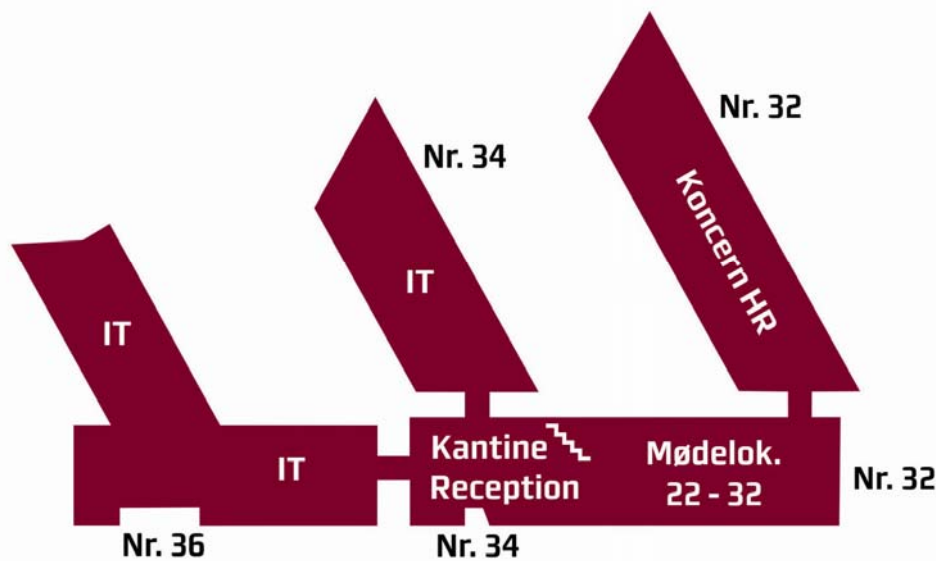 Nr. 32
Nr. 34
Koncern HR
IT
IT
Kantine
Reception
Mødelok.
22 - 32
IT
Nr. 32
Nr. 36
Nr. 34